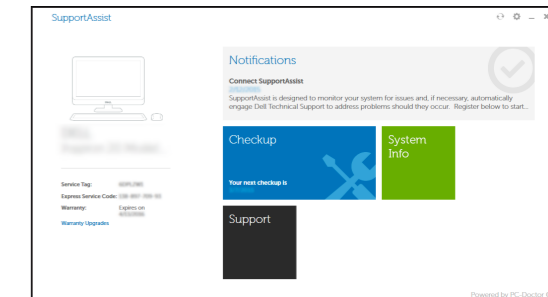 SupportAssist
Notifications
Connect SupportAssist
SupportAssist is designed to monitor your system for issues and, if necessary, automatically
engage Dell Technical Support to address problems should they occur. Register below to start...
Checkup
Your next checkup is
System
Info
Support
Service Tag:
Express Service Code:
Warranty: Expires on
Warranty Upgrades
Powered by PC-Doctor